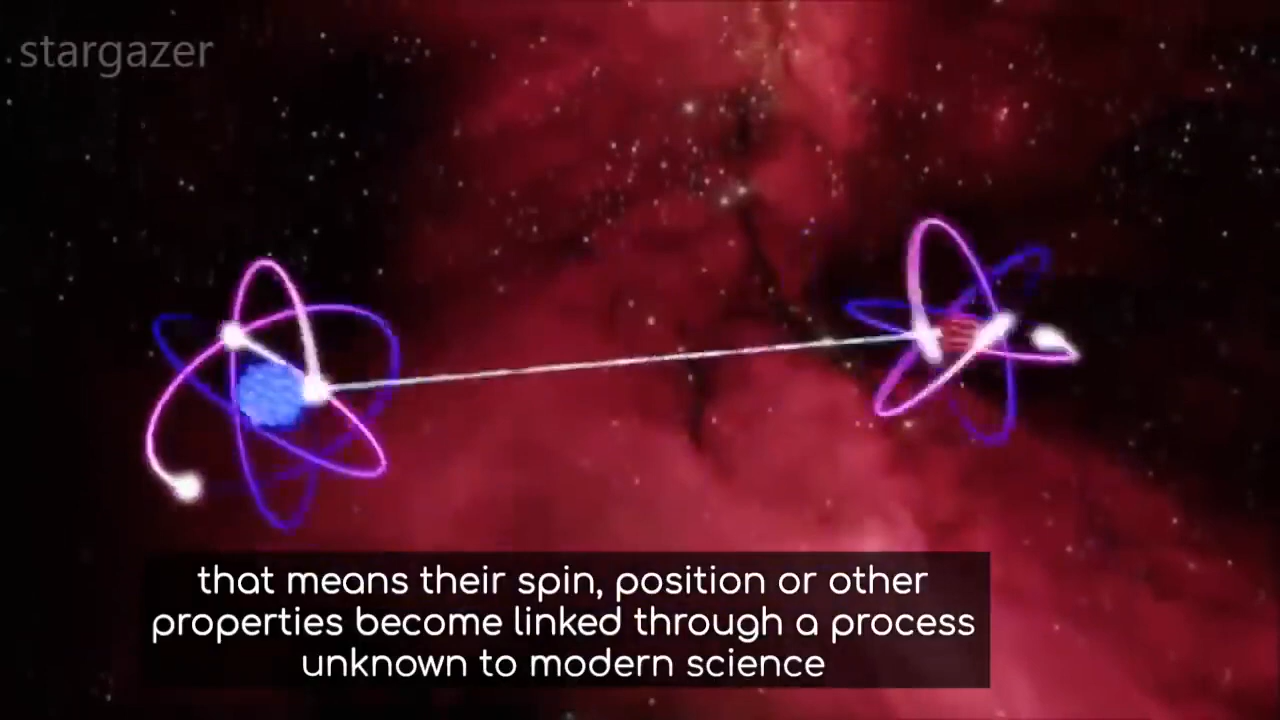 stargazer
that means their spin, position or other
properties become linked through a process
unknown to modern science